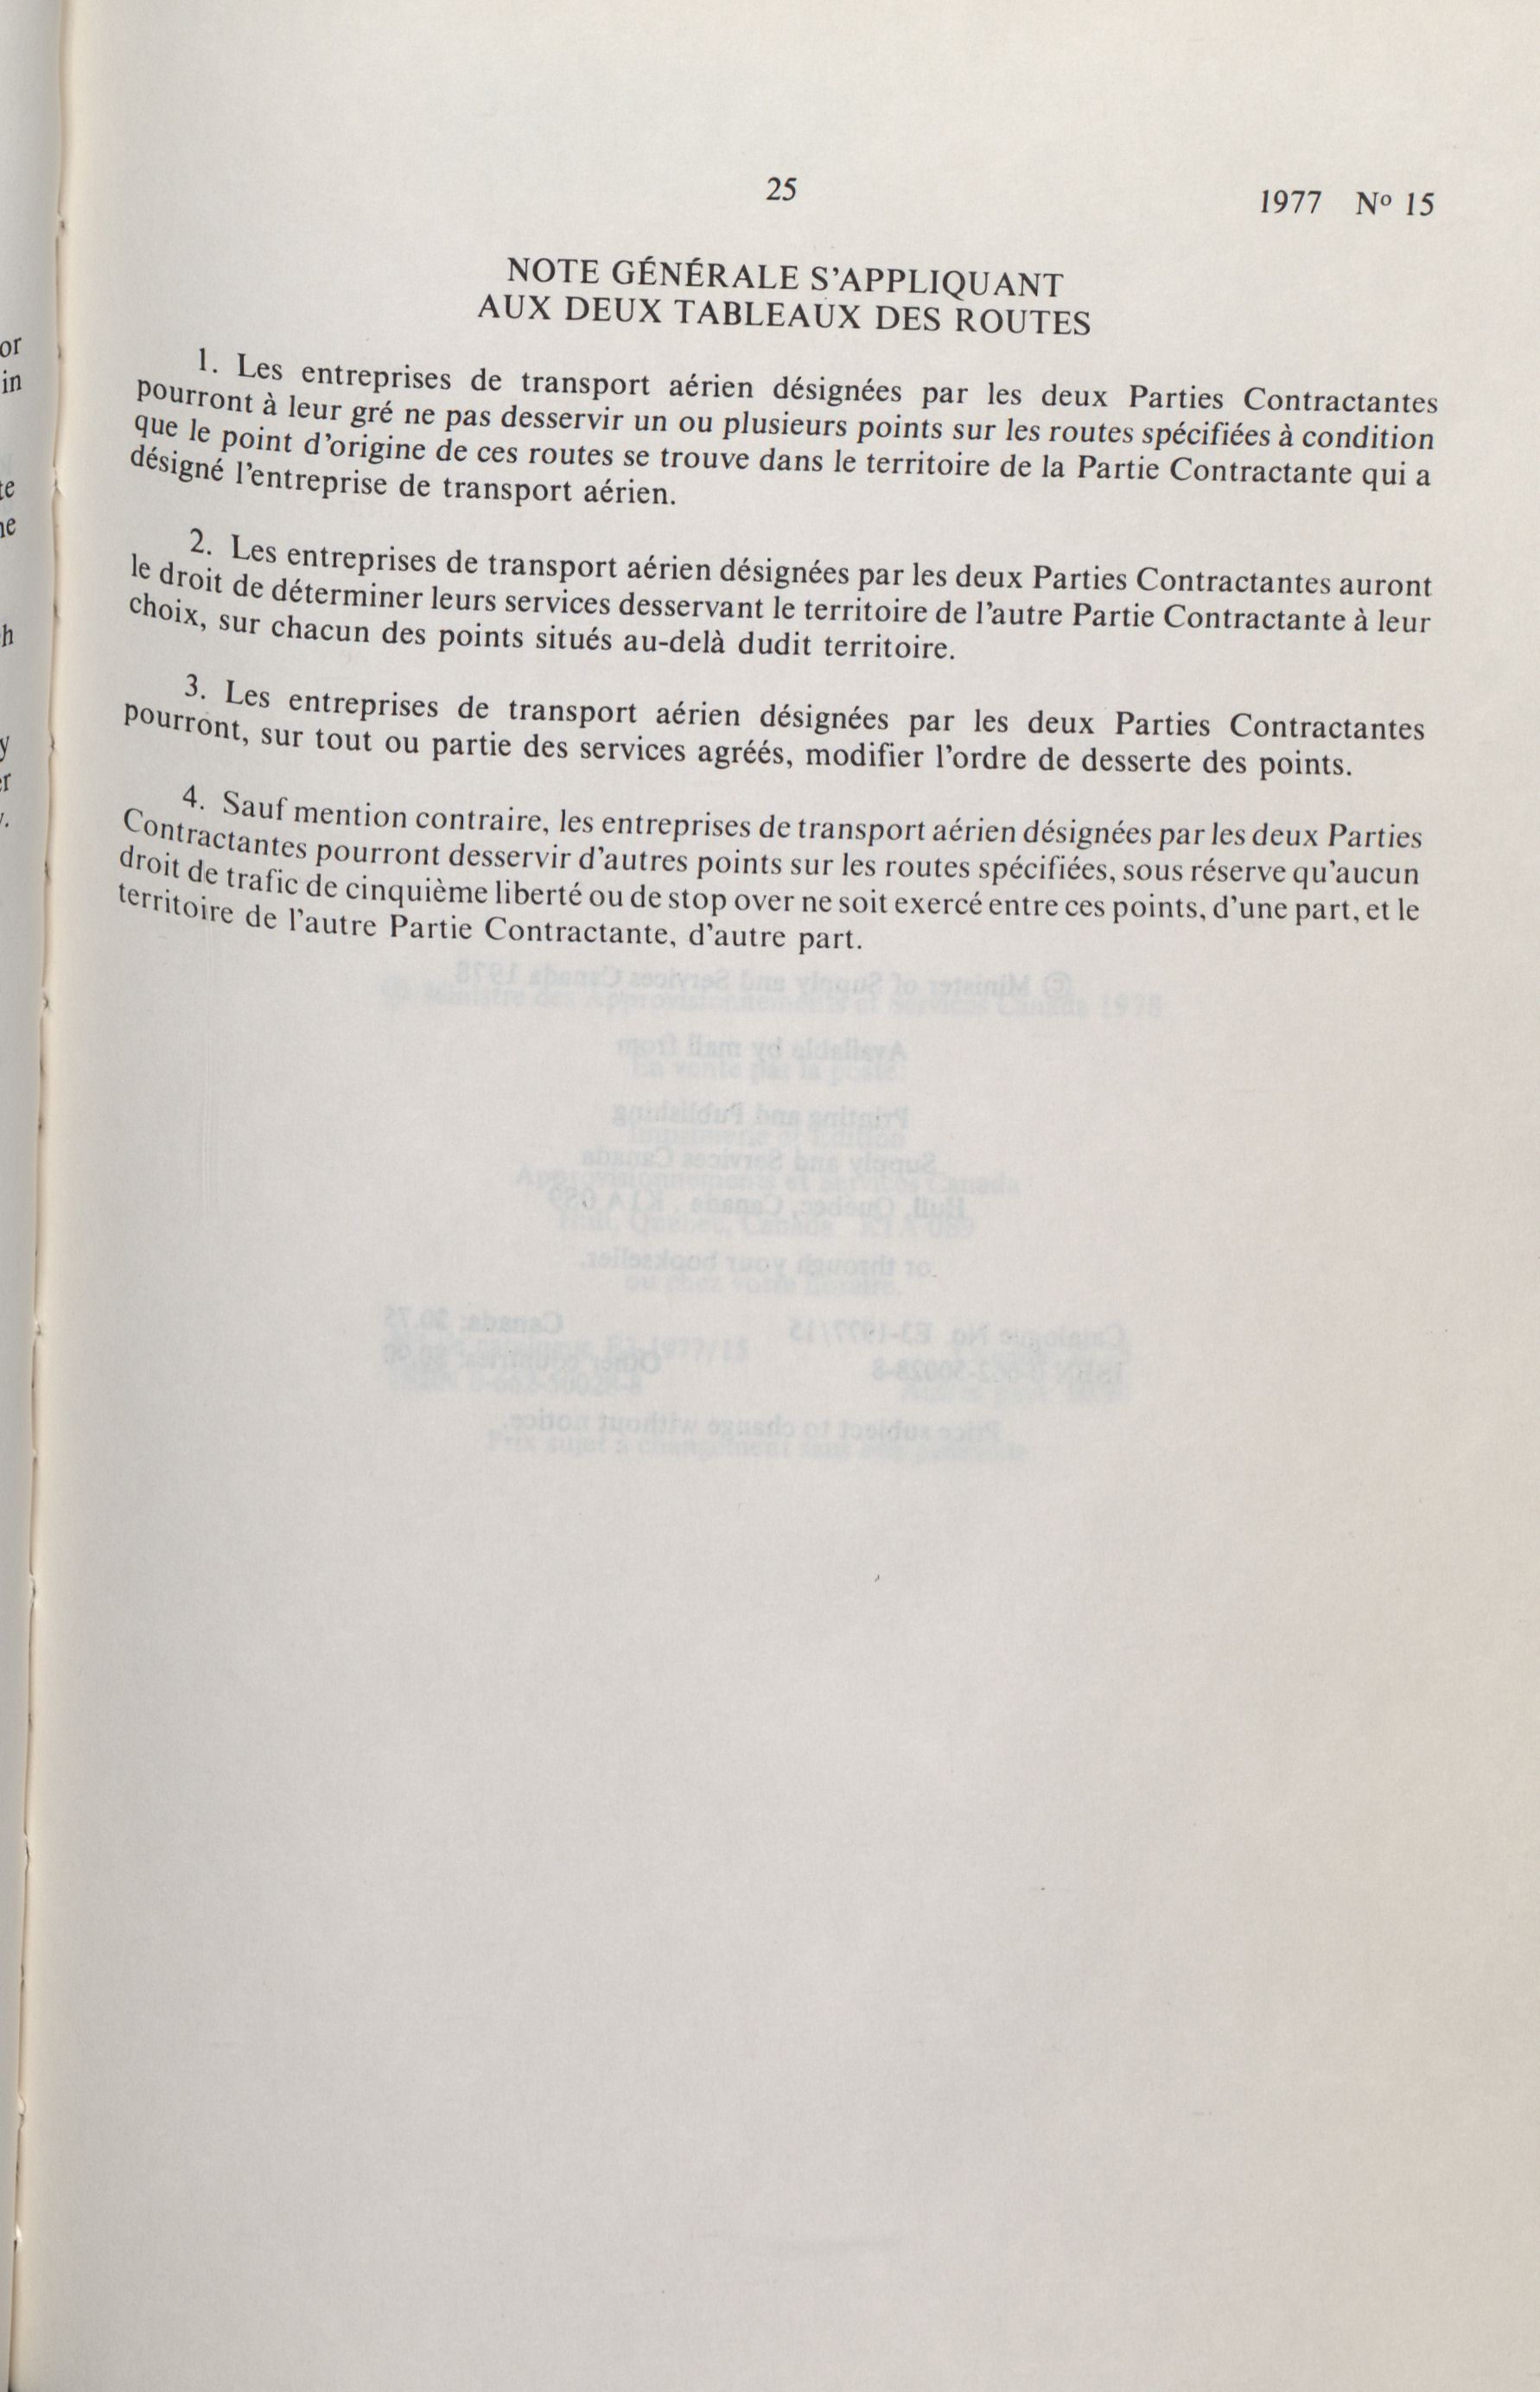 25
1977 Nº 15
NOTE GÉNÉRALE S'APPLIQUANT
AUX DEUX TABLEAUX DES ROUTES
1. Les entreprises de transport aérien désignées par les deux Parties Contractantes
pourront à leur gré ne pas desservir un ou plusieurs points sur les routes spécifiées à condition
que le point d'origine de ces routes se trouve dans le territoire de la Partie Contractante qui a
désigné l'entreprise de transport aérien.
2. Les entreprises de transport aérien désignées par les deux Parties Contractantes auront
le droit de déterminer leurs services desservant le territoire de l'autre Partie Contractante à leur
choix, sur chacun des points situés au-delà dudit territoire.
3. Les entreprises de transport aérien désignées par les deux Parties Contractantes
pourront, sur tout ou partie des services agréés, modifier l'ordre de desserte des points.
4. Sauf mention contraire, les entreprises de transport aérien désignées par les deux Parties
Contractantes pourront desservir d'autres points sur les routes spécifiées, sous réserve qu'aucun
droit de trafic de cinquième liberté ou de stop over ne soit exercé entre ces points, d'une part, et le
territoire de l'autre Partie Contractante, d'autre part.